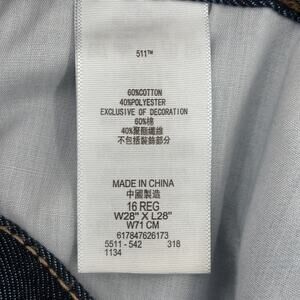 511™
60%COTTON
40%POLYESTER
EXCLUSIVE OF DECORATION
60%棉
40%聚酯纖維
不包括裝飾部分
MADE IN CHINA
中國製造
16 REG
W28" X L28"
W71 CM
617847626173
5511 - 542 318
1134